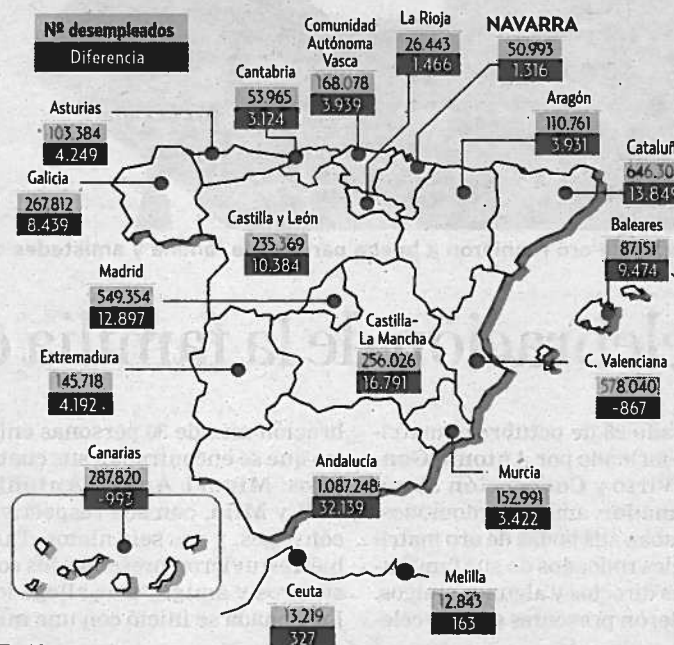 Nº desempleados
Diferencia
Comunidad
Autónoma
Vasca
168.078
3.939
La Rioja
26.443
1.466
NAVARRA
50.993
1.316
Cantabria
53.965
3.124
Asturias
103.384
4.249
Aragón
110.761
3.931
Galicia
267.812
8.439
Cataluñ
646.30
13.849
Castilla y León
235.369
10.384
Baleares
87.151
9.474
Madrid
549.354
12.897
Castilla-
La Mancha
256.026
16.791
Extremadura
145.718
4.192
C. Valenciana
578.040
-867
Canarias
287.820
-993
Andalucía
1.087.248
32.139
Murcia
152.991
3.422
Ceuta
13.219
327
Melilla
12.843
163